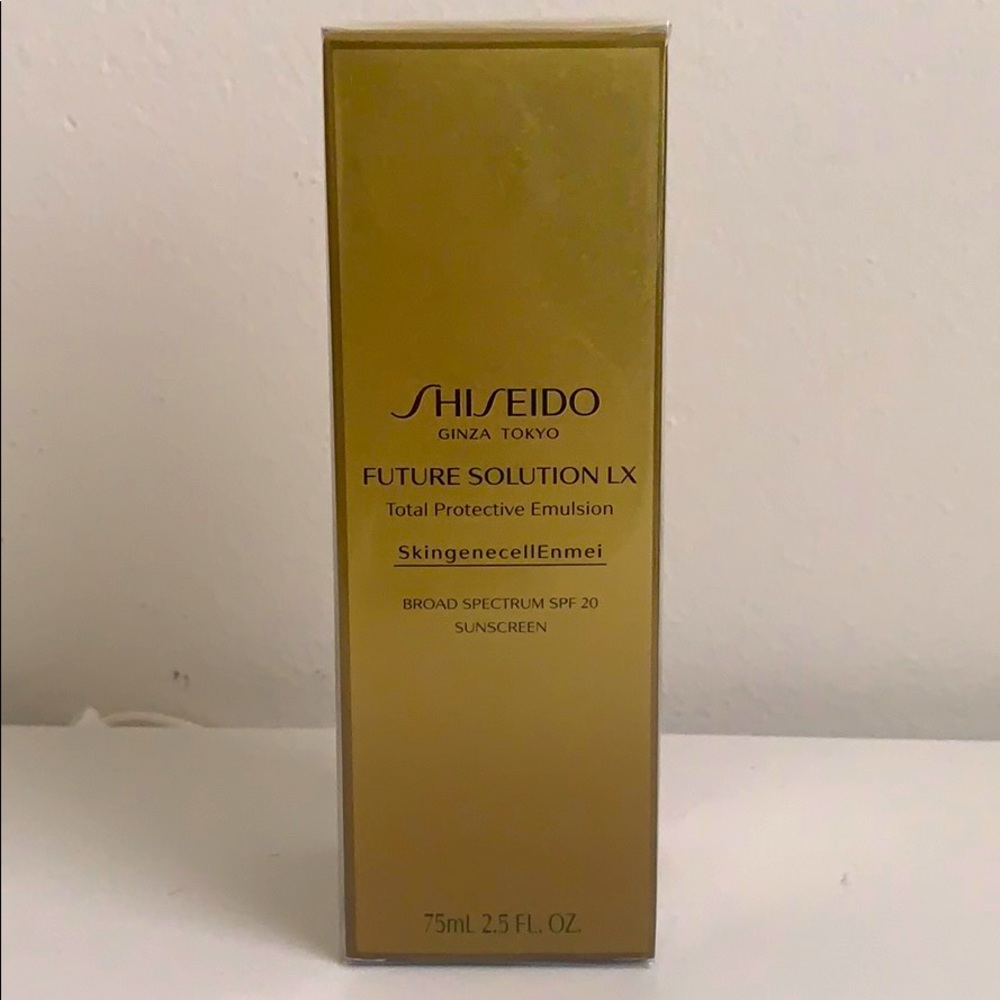 SHISEIDO
GINZA TOKYO
FUTURE SOLUTION LX
Total Protective Emulsion
SkingenecellEnmei
BROAD SPECTRUM SPF 20
SUNSCREEN
75mL 2.5 FL. OZ.